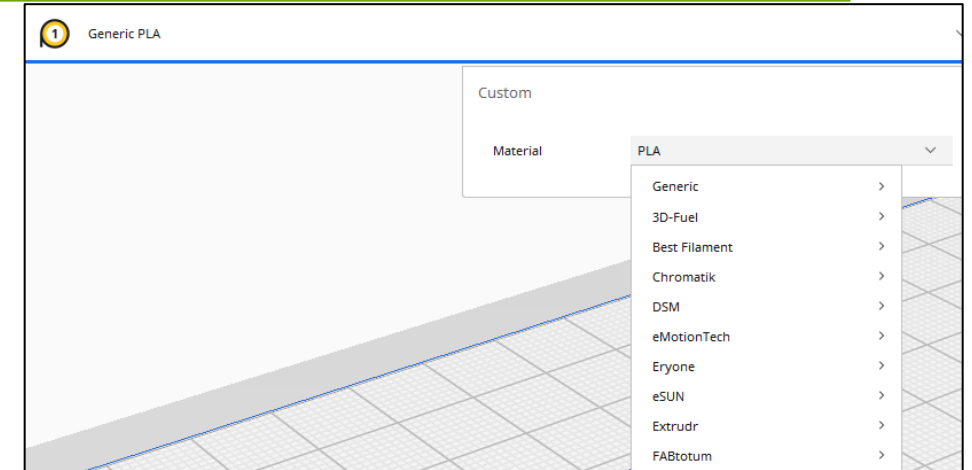 1 Generic PLA
Custom
Material PLA
Generic
3D-Fuel
Best Filament
Chromatik
DSM
eMotionTech
Eryone
eSUN
Extrudr
FABtotum